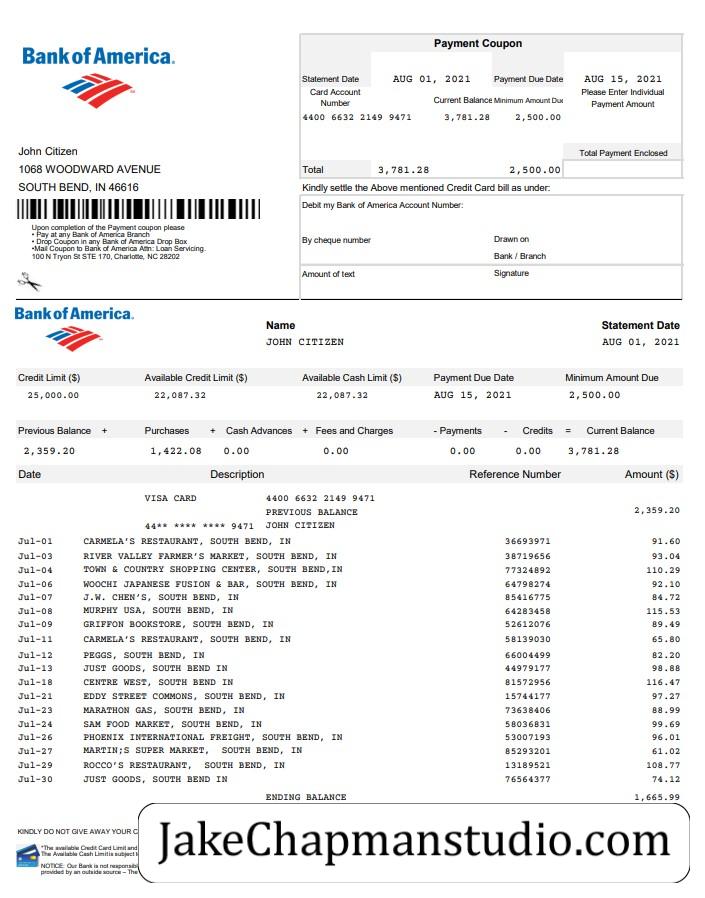 Bank of America.
Payment Coupon
Statement Date AUG 01, 2021 Payment Due Date AUG 15, 2021
Card Account Number Current Balance Minimum Amount Due Please Enter Individual Payment Amount
4400 6632 2149 9471 3,781.28 2,500.00
Total Payment Enclosed
Total 3,781.28 2,500.00
John Citizen
1068 WOODWARD AVENUE
SOUTH BEND, IN 46616
Upon completion of the Payment coupon please
• Pay at any Bank of America Branch
• Drop Coupon in any Bank of America Drop Box
•Mail Coupon to Bank of America Attn: Loan Servicing.
100 N Tryon St STE 170, Charlotte, NC 28202
Kindly settle the Above mentioned Credit Card bill as under:
Debit my Bank of America Account Number:
By cheque number Drawn on
Bank / Branch
Amount of text Signature
Bank of America.
Name Statement Date
JOHN CITIZEN AUG 01, 2021
Credit Limit ($) Available Credit Limit ($) Available Cash Limit ($) Payment Due Date Minimum Amount Due
25,000.00 22,087.32 22,087.32 AUG 15, 2021 2,500.00
Previous Balance + Purchases + Cash Advances + Fees and Charges - Payments - Credits = Current Balance
2,359.20 1,422.08 0.00 0.00 0.00 0.00 3,781.28
Date Description Reference Number Amount ($)
VISA CARD 4400 6632 2149 9471
PREVIOUS BALANCE 2,359.20
44** **** **** 9471 JOHN CITIZEN
Jul-01 CARMELA'S RESTAURANT, SOUTH BEND, IN 36693971 91.60
Jul-03 RIVER VALLEY FARMER'S MARKET, SOUTH BEND, IN 38719656 93.04
Jul-04 TOWN & COUNTRY SHOPPING CENTER, SOUTH BEND,IN 77324892 110.29
Jul-06 WOOCHI JAPANESE FUSION & BAR, SOUTH BEND, IN 64798274 92.10
Jul-07 J.W. CHEN'S, SOUTH BEND, IN 85416775 84.72
Jul-08 MURPHY USA, SOUTH BEND, IN 64283458 115.53
Jul-09 GRIFFON BOOKSTORE, SOUTH BEND, IN 52612076 89.49
Jul-11 CARMELA'S RESTAURANT, SOUTH BEND, IN 58139030 65.80
Jul-12 PEGGS, SOUTH BEND, IN 66004499 82.20
Jul-13 JUST GOODS, SOUTH BEND IN 44979177 98.88
Jul-18 CENTRE WEST, SOUTH BEND, IN 81572956 116.47
Jul-21 EDDY STREET COMMONS, SOUTH BEND, IN 15744177 97.27
Jul-23 MARATHON GAS, SOUTH BEND, IN 73638406 88.99
Jul-24 SAM FOOD MARKET, SOUTH BEND, IN 58036831 99.69
Jul-26 PHOENIX INTERNATIONAL FREIGHT, SOUTH BEND, IN 53007193 96.01
Jul-27 MARTIN;S SUPER MARKET, SOUTH BEND, IN 85293201 61.02
Jul-29 ROCCO'S RESTAURANT, SOUTH BEND, IN 13189521 108.77
Jul-30 JUST GOODS, SOUTH BEND, IN 76564377 74.12
ENDING BALANCE 1,665.99
KINDLY DO NOT GIVE AWAY YOUR C
*The available Credit Card Limit and
The Available Cash Limit is subject t
NOTICE: Our Bank is not responsibl
provided by an outside source – The
JakeChapmanstudio.com